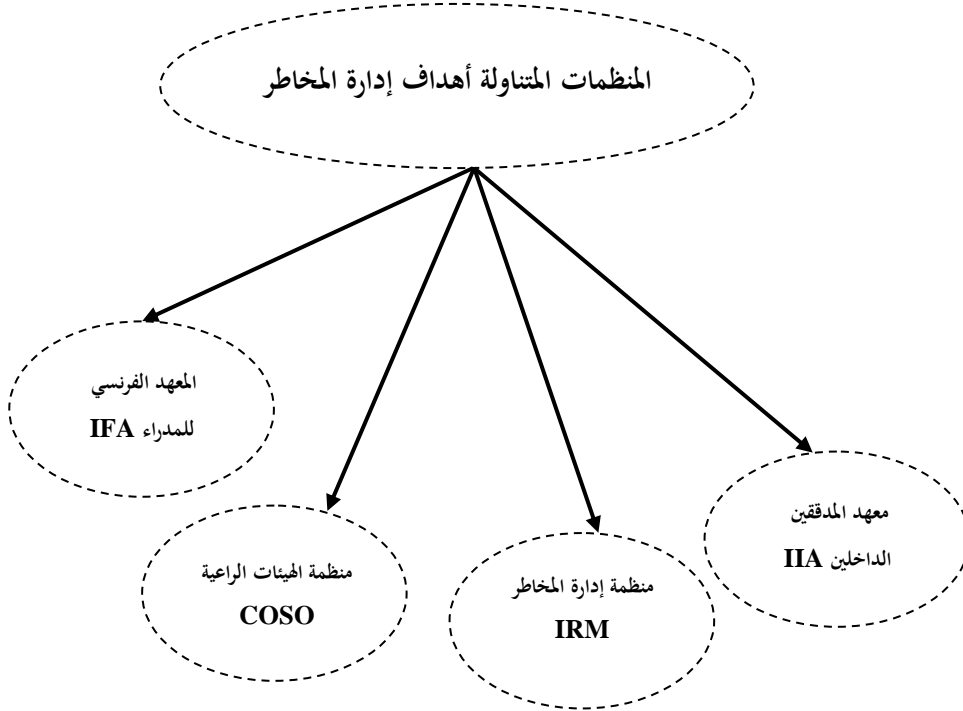 المنظمات المتناولة أهداف إدارة المخاطر
المعهد الفرنسي
للمدراء IFA
منظمة الهيئات الراعية
COSO
منظمة إدارة المخاطر
IRM
معهد المدققين
الداخلين IIA